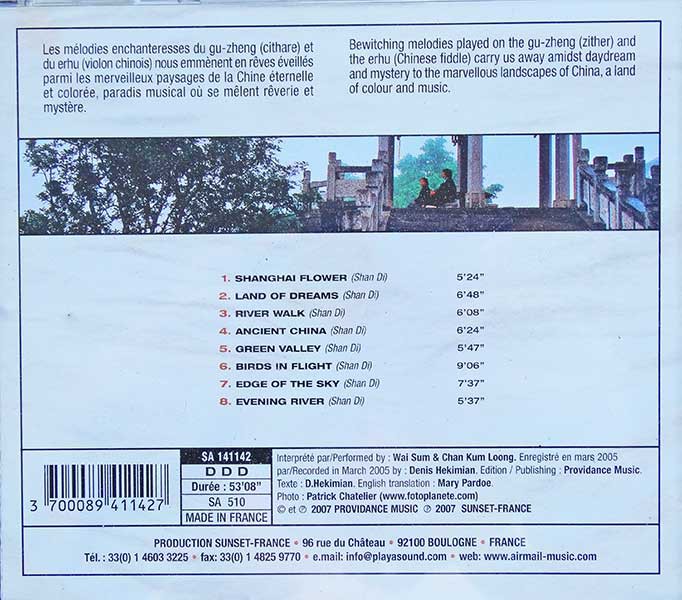 Les mélodies enchanteresses du gu-zheng (cithare) et
du erhu (violon chinois) nous emmènent en rêves éveillés
parmi les merveilleux paysages de la Chine éternelle
et colorée, paradis musical où se mêlent rêverie et
mystère.
Bewitching melodies played on the gu-zheng (zither) and
the erhu (Chinese fiddle) carry us away amidst daydream
and mystery to the marvellous landscapes of China, a land
of colour and music.
1. SHANGHAI FLOWER (Shan Di) 5'24"
2. LAND OF DREAMS (Shan Di) 6'48"
3. RIVER WALK (Shan Di) 6'08"
4. ANCIENT CHINA (Shan Di) 6'24"
5. GREEN VALLEY (Shan Di) 5'47"
6. BIRDS IN FLIGHT (Shan Di) 9'06"
7. EDGE OF THE SKY (Shan Di) 7'37"
8. EVENING RIVER (Shan Di) 5'37"
3 700089 411427
SA 141142
D D D
Durée : 53'08"
SA 510
MADE IN FRANCE
Interprété par/Performed by : Wai Sum & Chan Kum Loong. Enregistré en mars 2005
par/Recorded in March 2005 by : Denis Hekimian. Edition / Publishing : Providance Music.
Texte : D.Hekimian. English translation : Mary Pardoe.
Photo : Patrick Chatelier (www.fotoplanete.com)
© et ℗ 2007 PROVIDANCE MUSIC ℗ 2007 SUNSET-FRANCE
PRODUCTION SUNSET-FRANCE • 96 rue du Château • 92100 BOULOGNE • FRANCE
Tél. : 33(0) 1 4603 3225 • fax: 33(0) 1 4825 9770 • e.mail: info@playasound.com • web: www.airmail-music.com